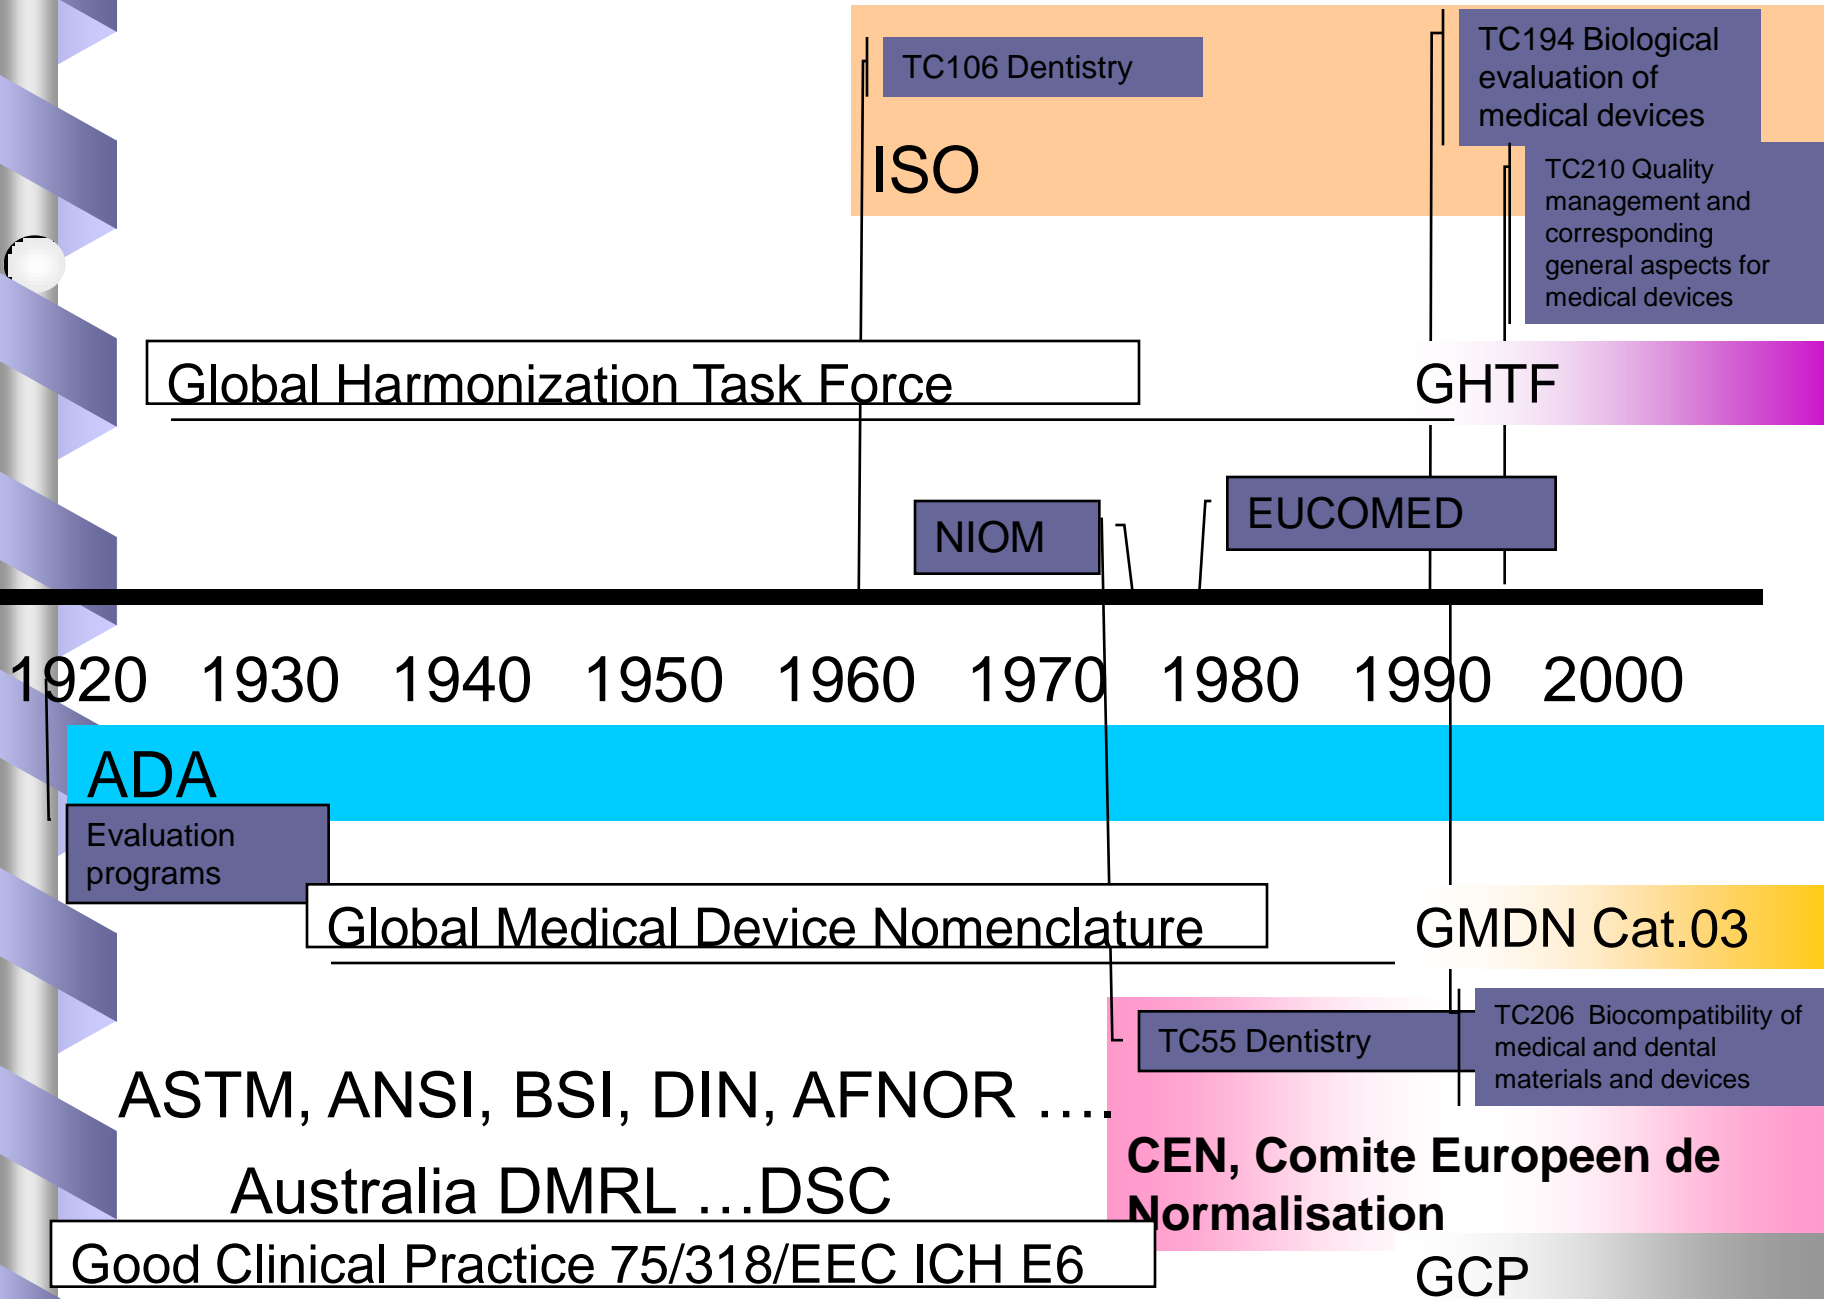 TC106 Dentistry
TC194 Biological
evaluation of
medical devices
ISO
TC210 Quality
management and
corresponding
general aspects for
medical devices
Global Harmonization Task Force
GHTF
NIOM
EUCOMED
1920 1930 1940 1950 1960 1970 1980 1990 2000
ADA
Evaluation
programs
Global Medical Device Nomenclature
GMDN Cat.03
TC55 Dentistry
TC206 Biocompatibility of
medical and dental
materials and devices
ASTM, ANSI, BSI, DIN, AFNOR ....
Australia DMRL ...DSC
CEN, Comite Europeen de
Normalisation
Good Clinical Practice 75/318/EEC ICH E6
GCP